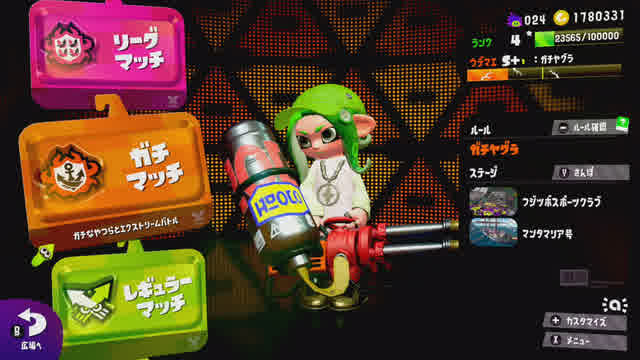 リーグ
マッチ
ガチ
マッチ
ガチなやつらとエクストリームバトル
レギュラー
マッチ
B
広場へ
024
1780331
ランク
4★
23565/100000
ウデマエ
S+
：ガチヤグラ
ルール
ルール確認
ガチヤグラ
ステージ
Y さんぽ
フジツボスポーツクラブ
マンタマリア号
カスタマイズ
X メニュー